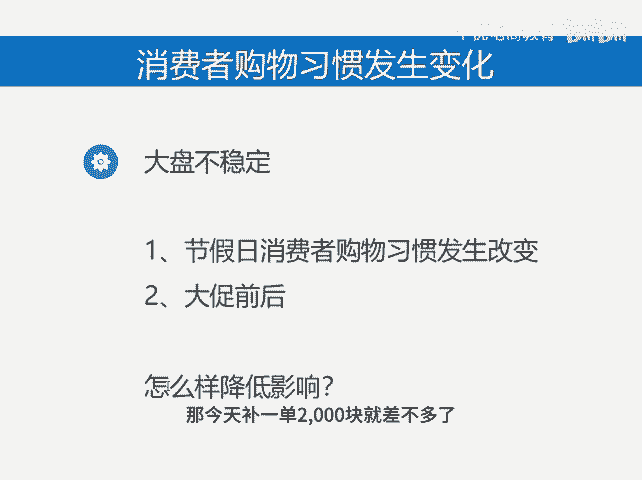 消费者购物习惯发生变化
大盘不稳定
1、节假日消费者购物习惯发生改变
2、大促前后
怎么样降低影响?
那今天补一单2,000块就差不多了